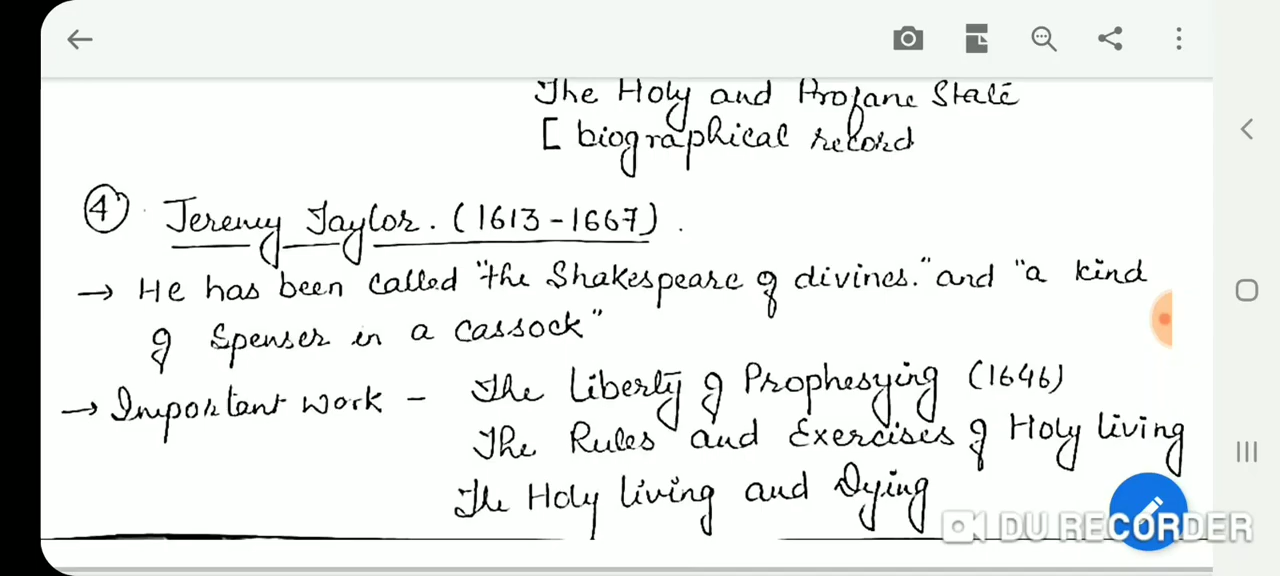 The Holy and Profane State
[ biographical record
④ Jeremy Taylor. (1613-1667).
→ He has been called "the Shakespeare of divines." and "a kind
of Spenser in a cassock"
→ Important work - The Liberty of Prophesying (1646)
The Rules and Exercises of Holy living
The Holy living and Dying
DU RECORDER